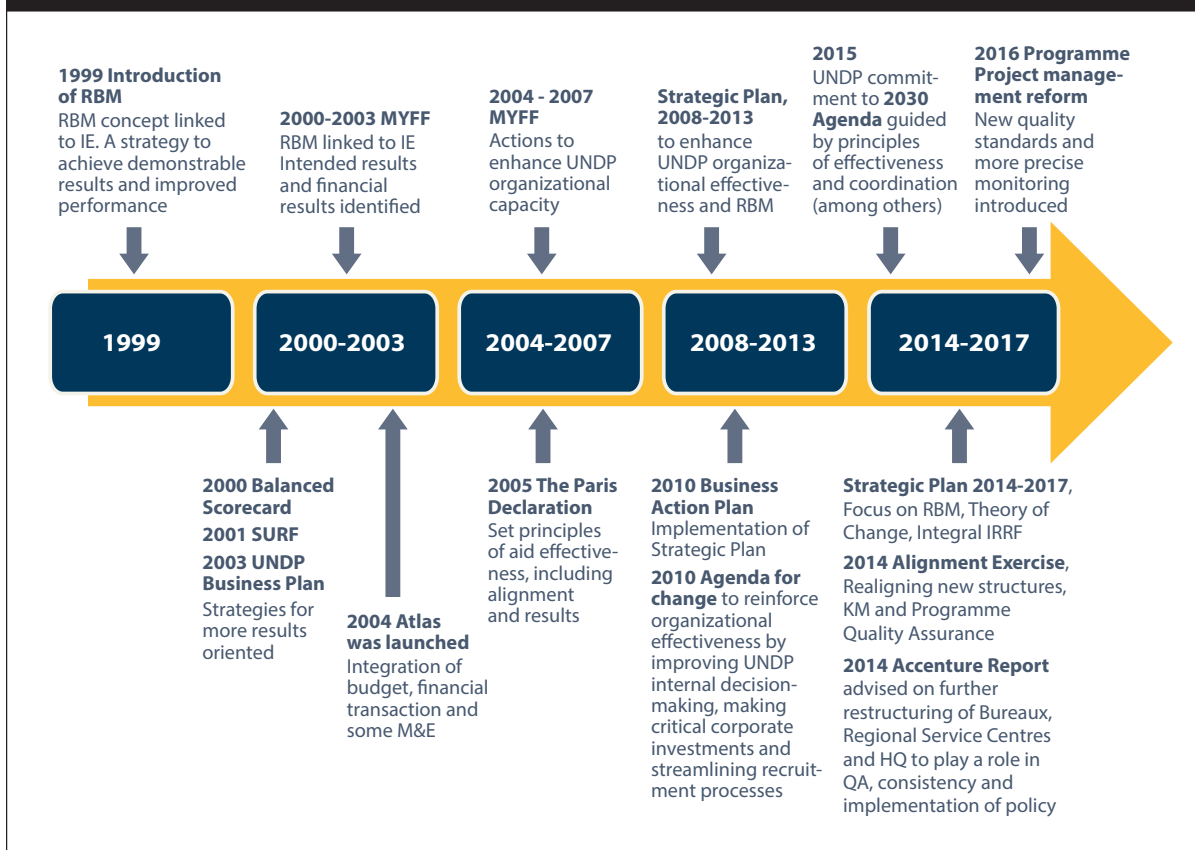 1999 Introduction
of RBM
RBM concept linked
to IE. A strategy to
achieve demonstrable
results and improved
performance
2000-2003 MYFF
RBM linked to IE
Intended results
and financial
results identified
2004 - 2007
MYFF
Actions to
enhance UNDP
organizational
capacity
Strategic Plan,
2008-2013
to enhance
UNDP organiza-
tional effective-
ness and RBM
2015
UNDP commit-
ment to 2030
Agenda guided
by principles
of effectiveness
and coordination
(among others)
2016 Programme
Project manage-
ment reform
New quality
standards and
more precise
monitoring
introduced
1999
2000-2003
2004-2007
2008-2013
2014-2017
2000 Balanced
Scorecard
2001 SURF
2003 UNDP
Business Plan
Strategies for
more results
oriented
2004 Atlas
was launched
Integration of
budget, financial
transaction and
some M&E
2005 The Paris
Declaration
Set principles
of aid effective-
ness, including
alignment
and results
2010 Business
Action Plan
Implementation of
Strategic Plan
2010 Agenda for
change to reinforce
organizational
effectiveness by
improving UNDP
internal decision-
making, making
critical corporate
investments and
streamlining recruit-
ment processes
Strategic Plan 2014-2017,
Focus on RBM, Theory of
Change, Integral IRRF
2014 Alignment Exercise,
Realigning new structures,
KM and Programme
Quality Assurance
2014 Accenture Report
advised on further
restructuring of Bureaux,
Regional Service Centres
and HQ to play a role in
QA, consistency and
implementation of policy